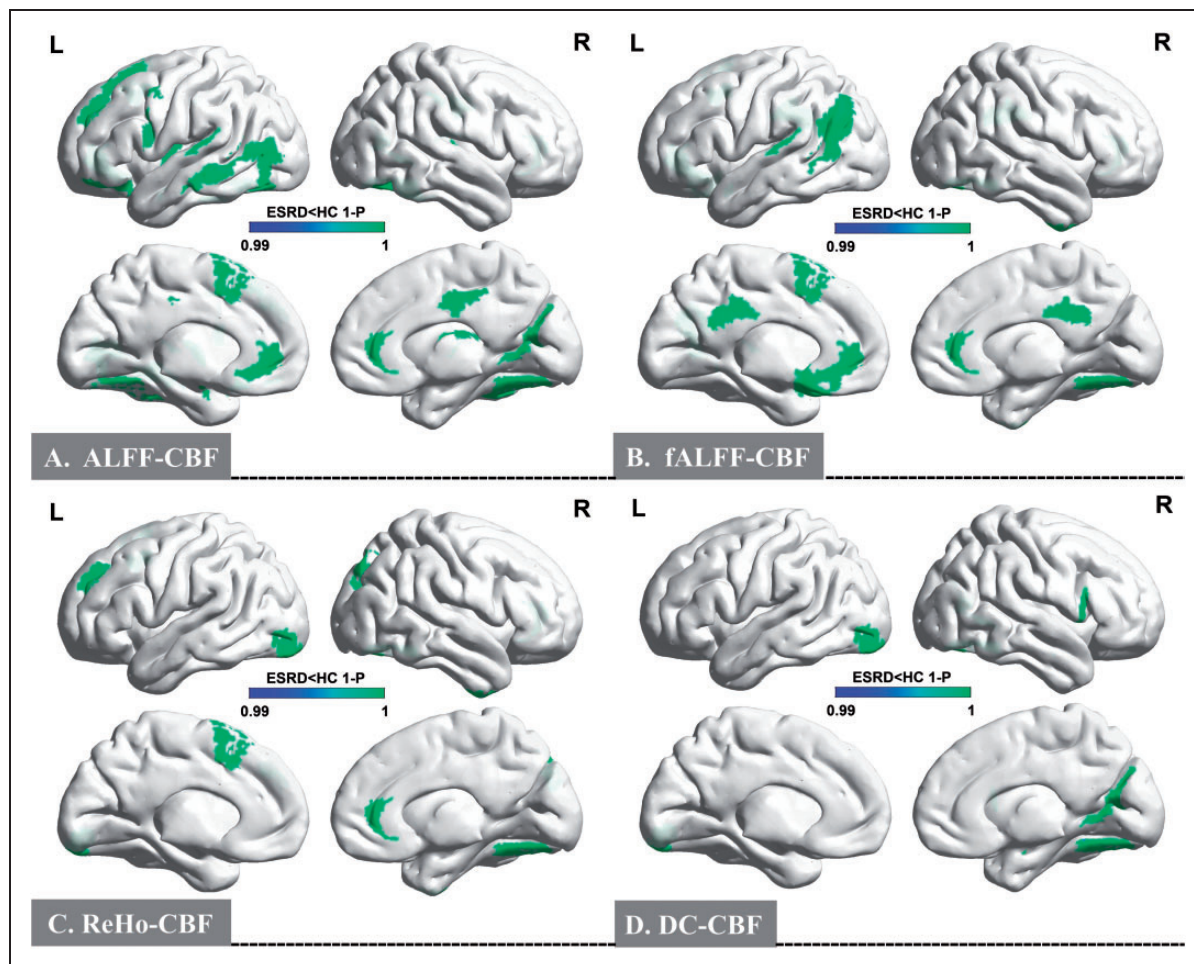 L R
ESRD<HC 1-P
0.99 1
A. ALFF-CBF
L R
ESRD<HC 1-P
0.99 1
B. fALFF-CBF
L R
ESRD<HC 1-P
0.99 1
C. ReHo-CBF
L R
ESRD<HC 1-P
0.99 1
D. DC-CBF